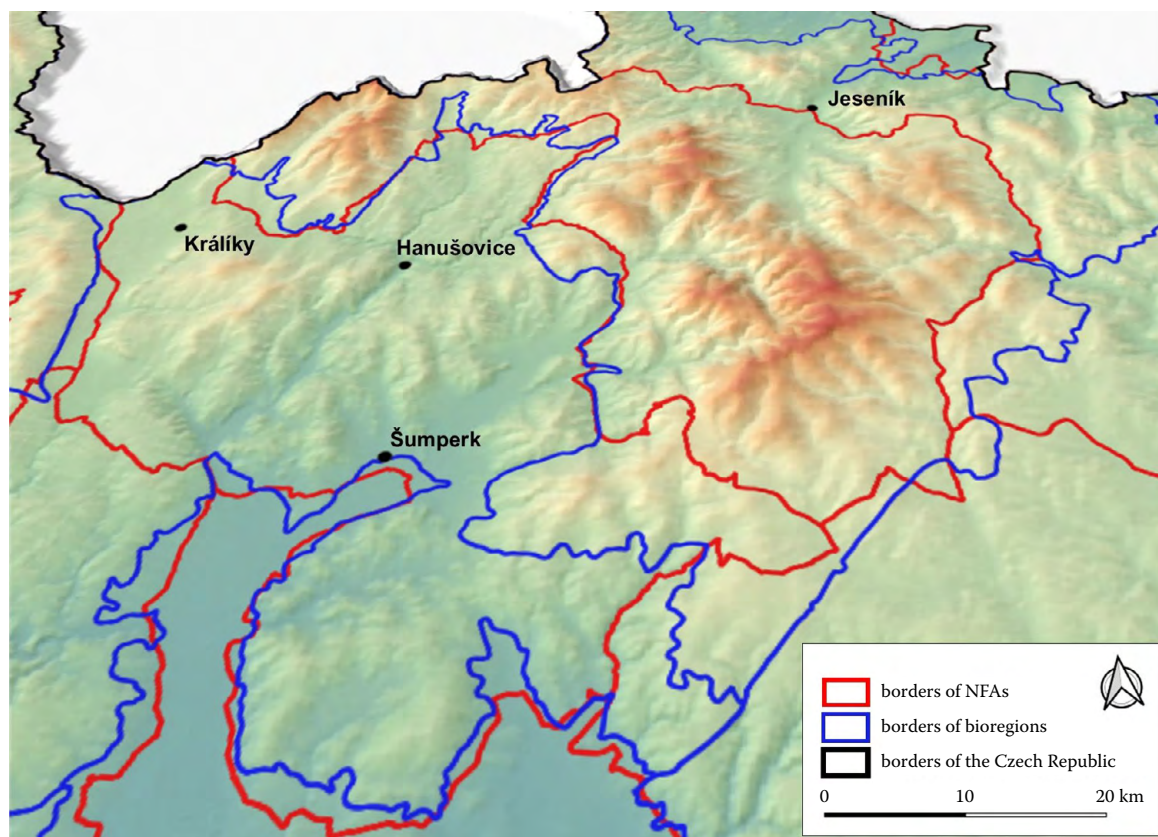 Jeseník
Králíky
Hanušovice
Šumperk
borders of NFAs
borders of bioregions
borders of the Czech Republic
0 10 20 km